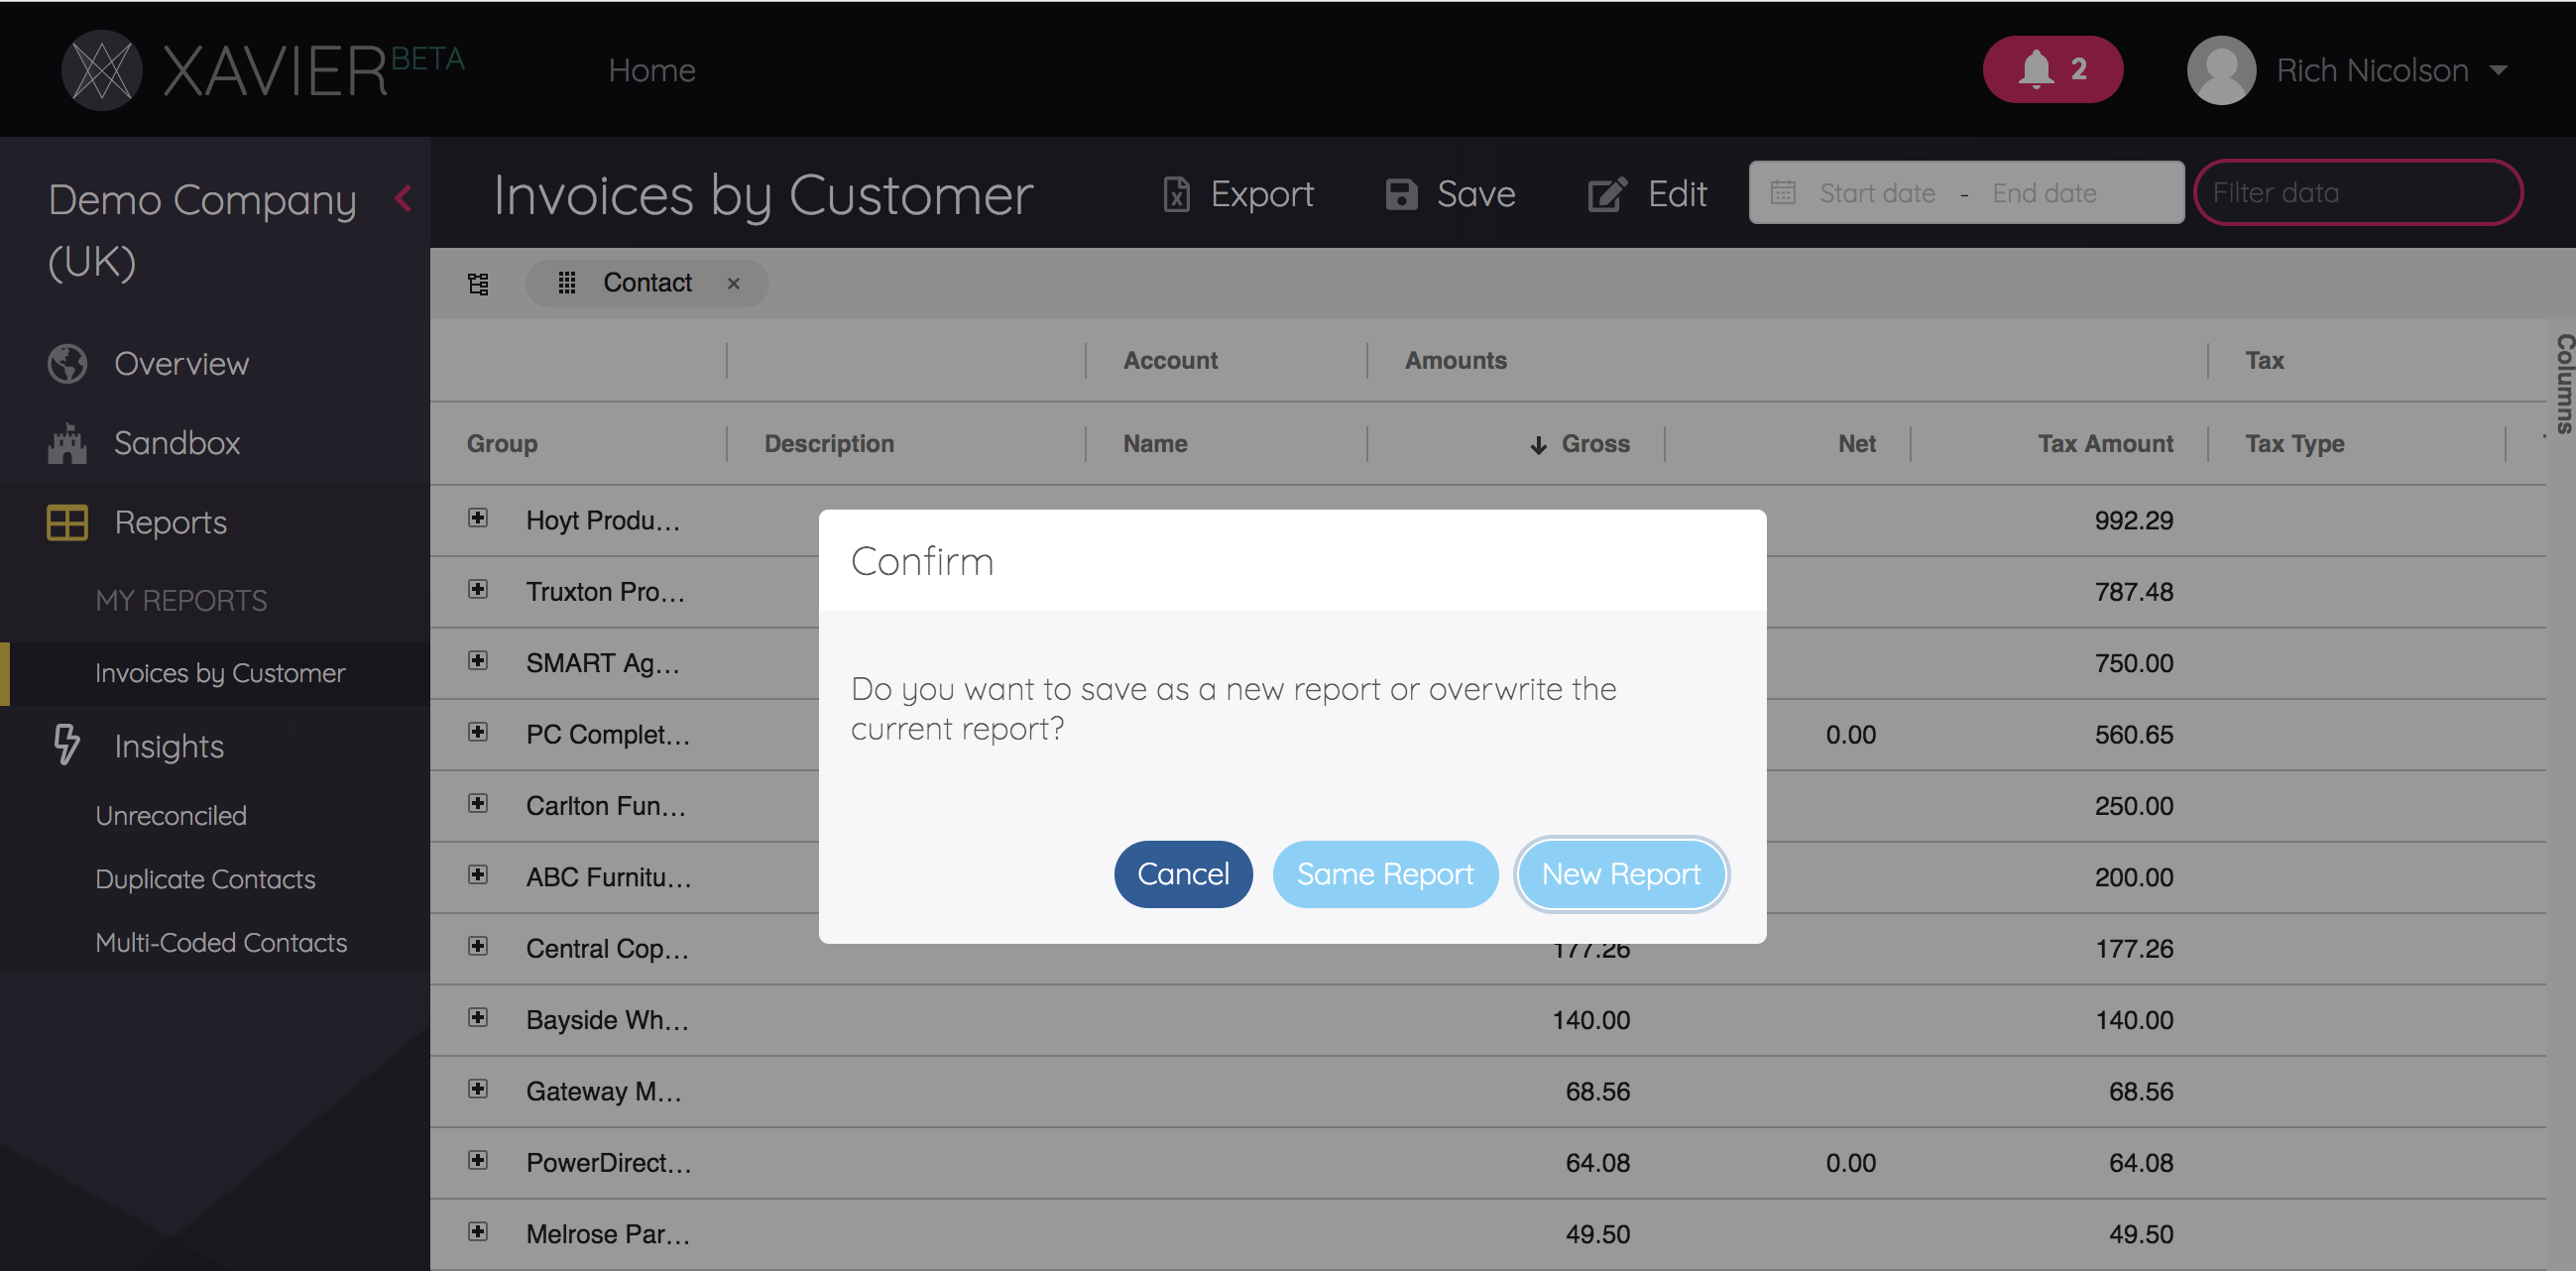 XAVIER BETA
Home
2
Rich Nicolson
Demo Company
(UK)
Overview
Sandbox
Reports
MY REPORTS
Invoices by Customer
Insights
Unreconciled
Duplicate Contacts
Multi-Coded Contacts
Invoices by Customer
Export
Save
Edit
Start date - End date
Filter data
Contact ×
Account Amounts Tax
Group Description Name Gross Net Tax Amount Tax Type
Columns
Hoyt Produ... 992.29
Truxton Pro... 787.48
SMART Ag... 750.00
PC Complet... 0.00 560.65
Carlton Fun... 250.00
ABC Furnitu... 200.00
Central Cop... 177.26 177.26
Bayside Wh... 140.00 140.00
Gateway M... 68.56 68.56
PowerDirect... 64.08 0.00 64.08
Melrose Par... 49.50 49.50
Confirm
Do you want to save as a new report or overwrite the
current report?
Cancel
Same Report
New Report